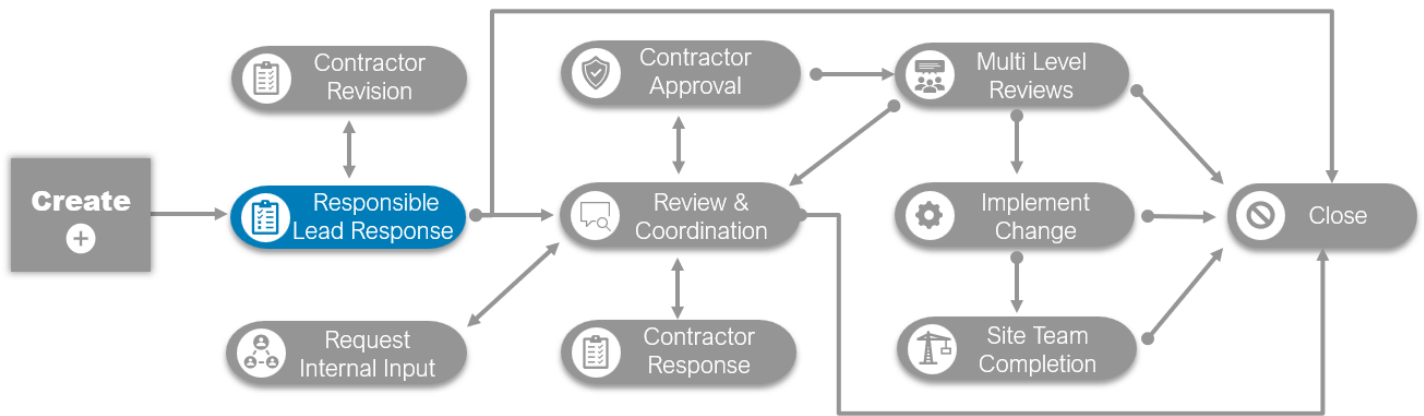 Create
Contractor
Revision
Responsible
Lead Response
Request
Internal Input
Contractor
Approval
Review &
Coordination
Contractor
Response
Multi Level
Reviews
Implement
Change
Site Team
Completion
Close